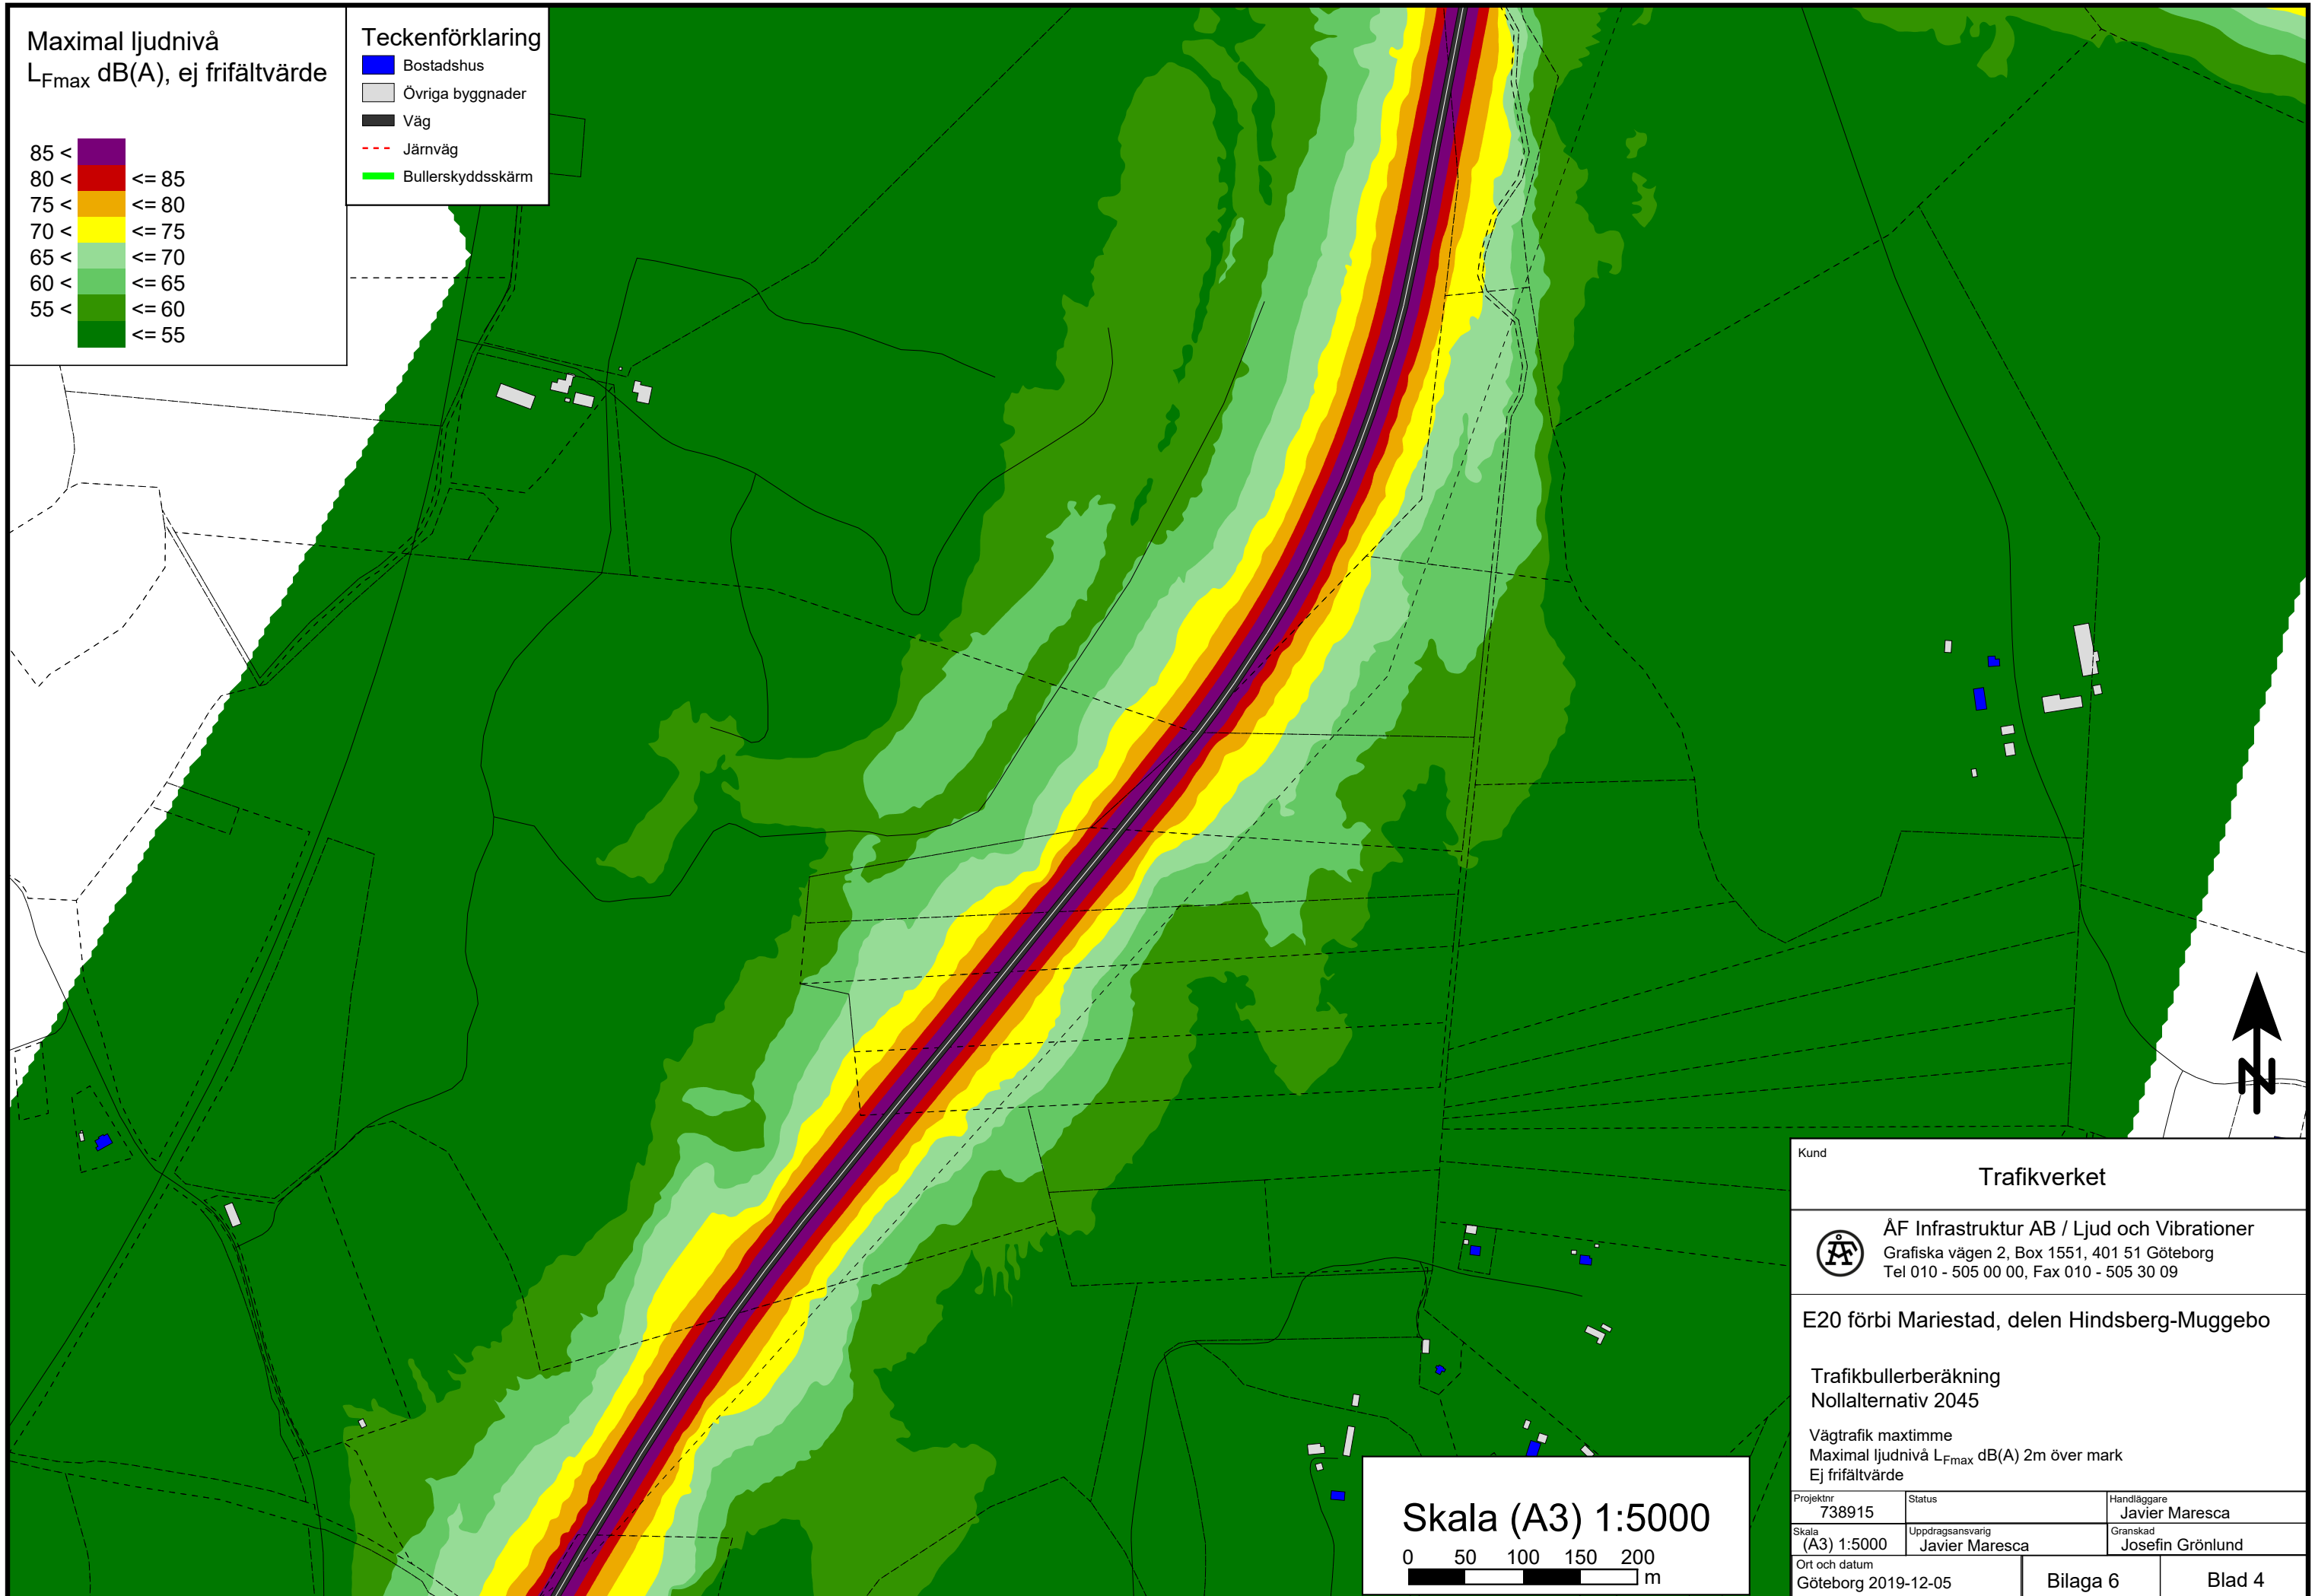 Maximal ljudnivå
LFmax dB(A), ej frifältvärde
85 <
80 < <= 85
75 < <= 80
70 < <= 75
65 < <= 70
60 < <= 65
55 < <= 60
<= 55
Teckenförklaring
Bostadshus
Övriga byggnader
Väg
Järnväg
Bullerskyddsskärm
N
Skala (A3) 1:5000
0 50 100 150 200
m
Kund
Trafikverket
ÅF
ÅF Infrastruktur AB / Ljud och Vibrationer
Grafiska vägen 2, Box 1551, 401 51 Göteborg
Tel 010 - 505 00 00, Fax 010 - 505 30 09
E20 förbi Mariestad, delen Hindsberg-Muggebo
Trafikbullerberäkning
Nollalternativ 2045
Vägtrafik maxtimme
Maximal ljudnivå LFmax dB(A) 2m över mark
Ej frifältvärde
Projektnr Status Handläggare
738915 Javier Maresca
Skala Uppdragsansvarig Granskad
(A3) 1:5000 Javier Maresca Josefin Grönlund
Ort och datum
Göteborg 2019-12-05 Bilaga 6 Blad 4